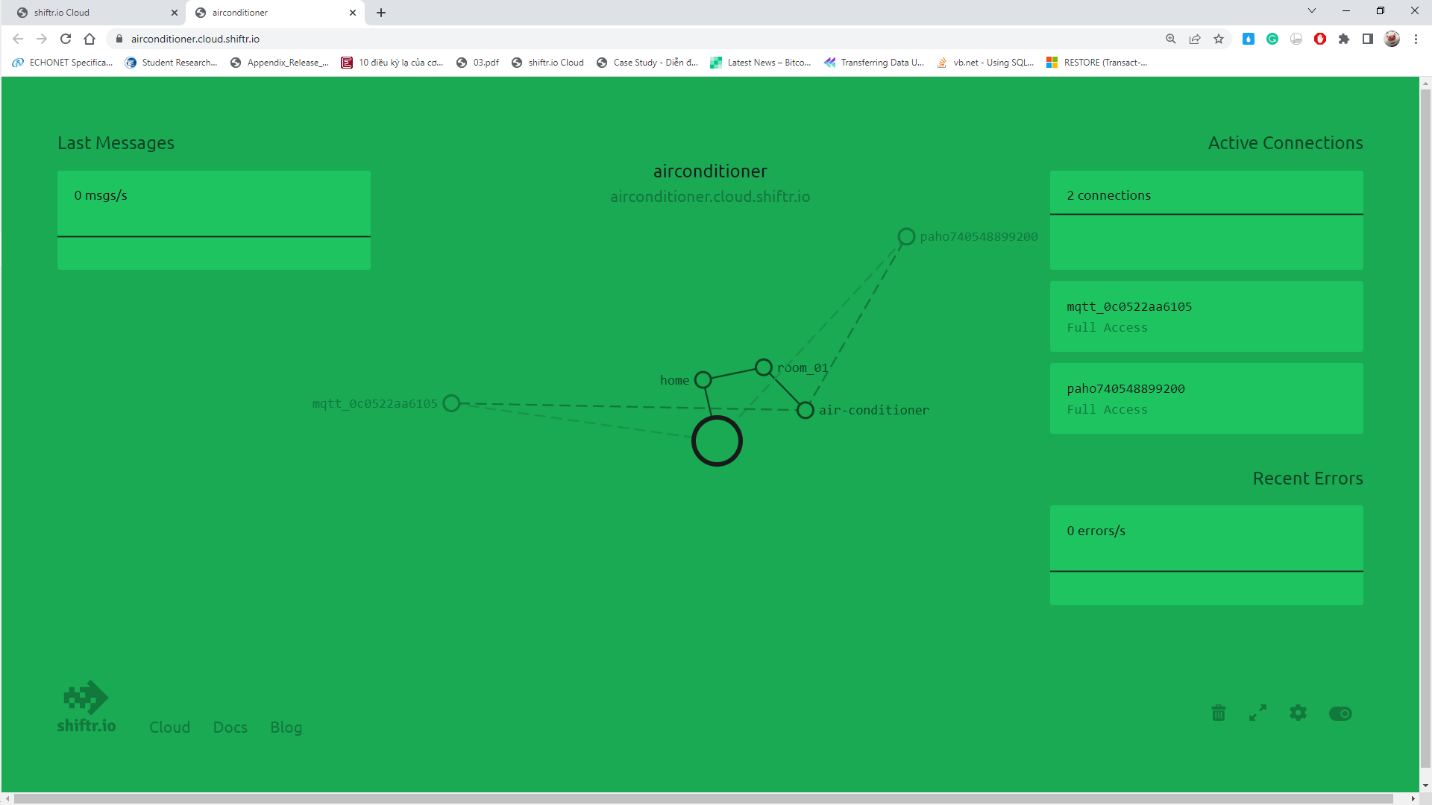 shiftr.io Cloud
airconditioner
airconditioner.cloud.shiftr.io
ECHONET Specifica...
Student Research...
Appendix_Release_...
10 điều kỳ lạ của cơ...
03.pdf
shiftr.io Cloud
Case Study - Diễn đ...
Latest News – Bitco...
Transferring Data U...
vb.net - Using SQL...
RESTORE (Transact-...
Last Messages
0 msgs/s
airconditioner
airconditioner.cloud.shiftr.io
paho740548899200
room_01
home
mqtt_0c0522aa6105
air-conditioner
Active Connections
2 connections
mqtt_0c0522aa6105
Full Access
paho740548899200
Full Access
Recent Errors
0 errors/s
shiftr.io
Cloud
Docs
Blog